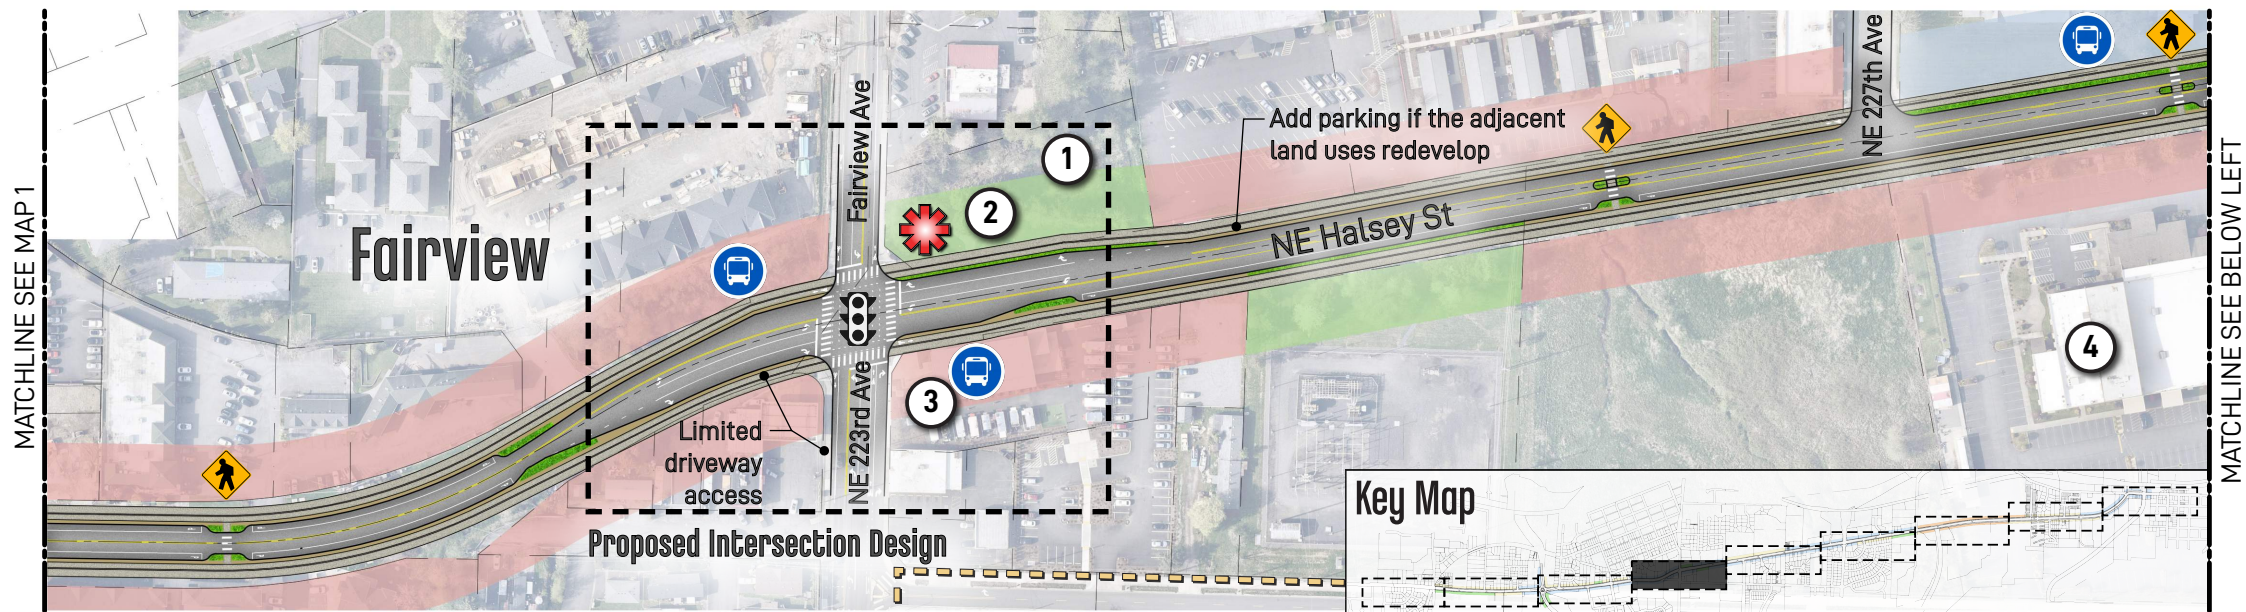 MATCHLINE SEE MAP 1
Fairview
Fairview Ave
1
2
Add parking if the adjacent
land uses redevelop
NE Halsey St
NE 227th Ave
3
4
Limited
driveway
access
NE 223rd Ave
Proposed Intersection Design
Key Map
MATCHLINE SEE BELOW LEFT